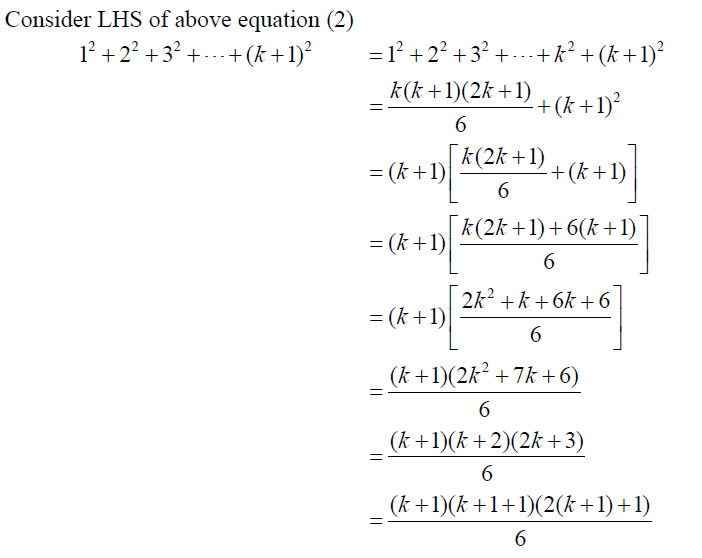 Consider LHS of above equation (2)
1² + 2² + 3² + ⋯ + (k + 1)² = 1² + 2² + 3² + ⋯ + k² + (k + 1)²
= k(k + 1)(2k + 1)/6 + (k + 1)²
= (k + 1)[k(2k + 1)/6 + (k + 1)]
= (k + 1)[(k(2k + 1) + 6(k + 1))/6]
= (k + 1)[(2k² + k + 6k + 6)/6]
= (k + 1)(2k² + 7k + 6)/6
= (k + 1)(k + 2)(2k + 3)/6
= (k + 1)(k + 1 + 1)(2(k + 1) + 1)/6